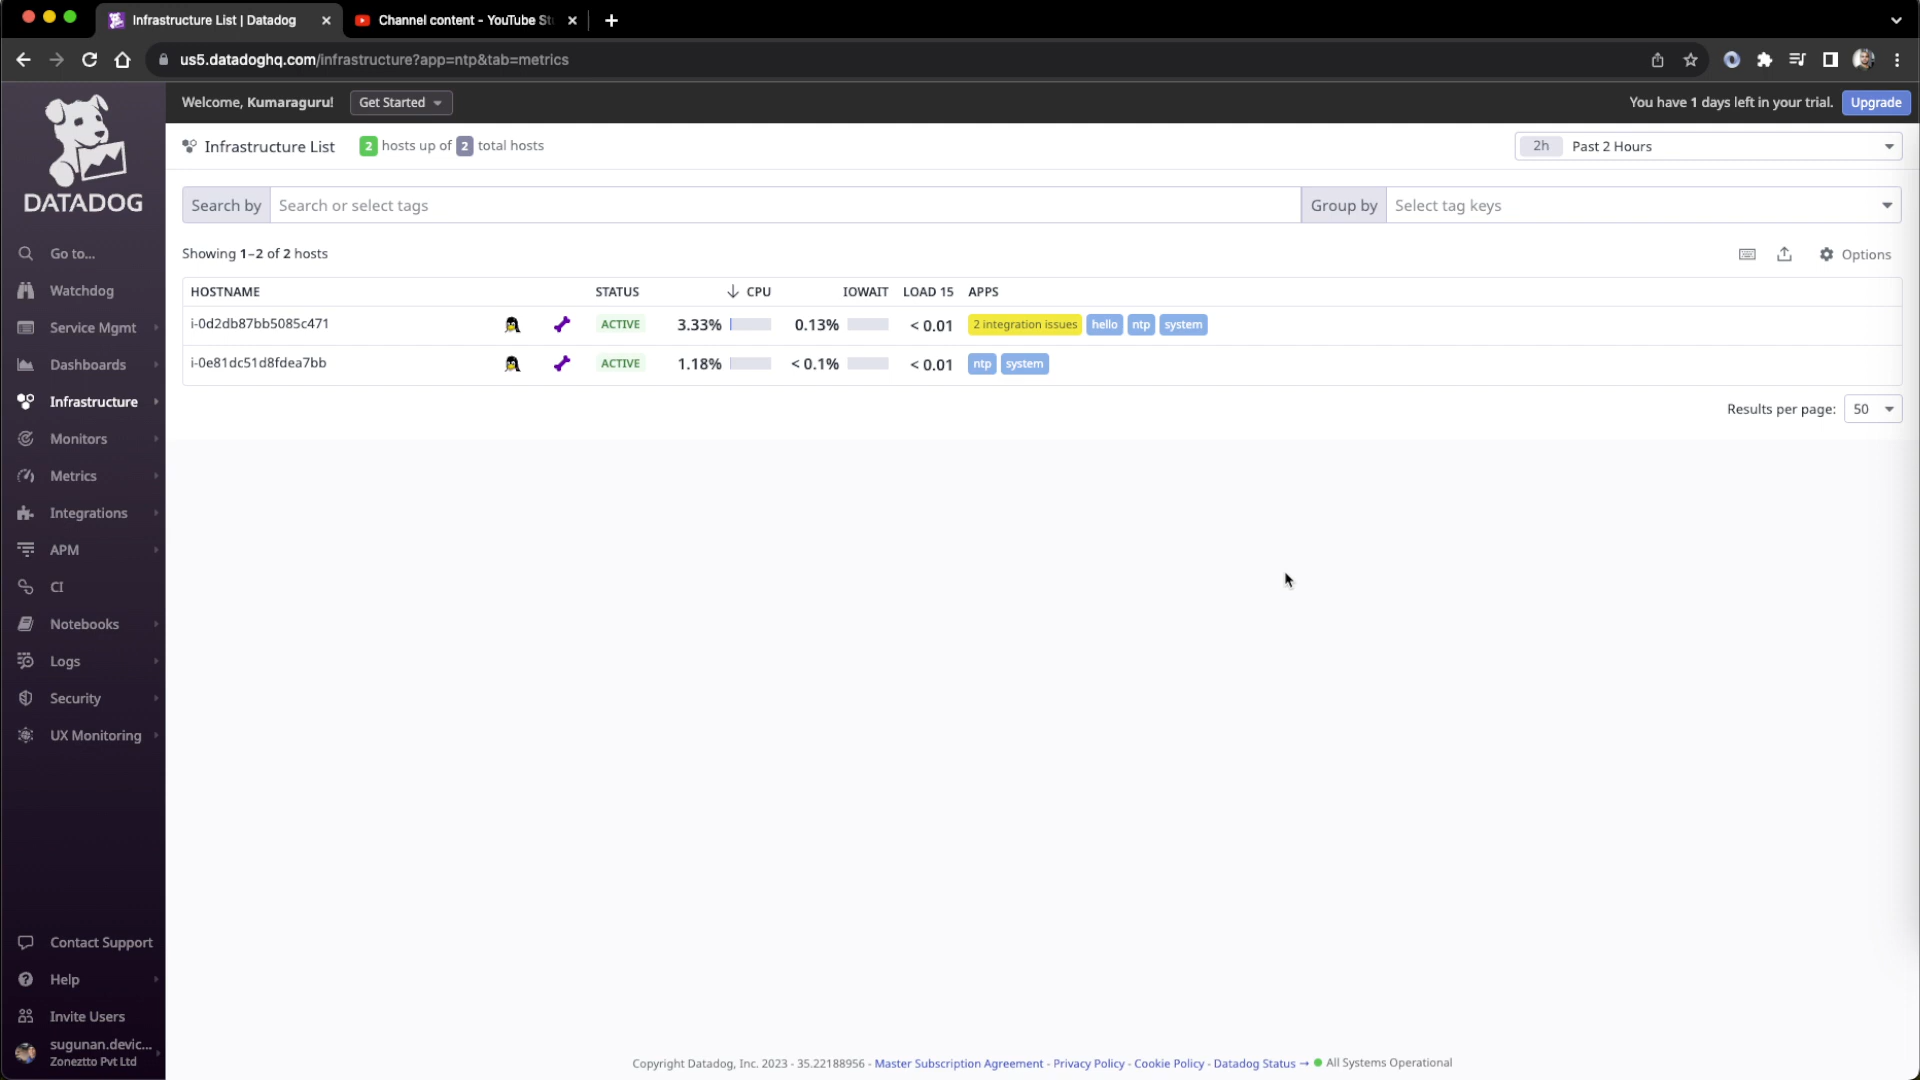 Infrastructure List | Datadog
Channel content - YouTube St
us5.datadoghq.com/infrastructure?app=ntp&tab=metrics
DATADOG
Welcome, Kumaraguru!
Get Started
You have 1 days left in your trial.
Upgrade
Infrastructure List
2 hosts up of 2 total hosts
2h Past 2 Hours
Search by Search or select tags
Group by Select tag keys
Showing 1–2 of 2 hosts
Options
HOSTNAME STATUS CPU IOWAIT LOAD 15 APPS
i-0d2db87bb5085c471 ACTIVE 3.33% 0.13% < 0.01 2 integration issues hello ntp system
i-0e81dc51d8fdea7bb ACTIVE 1.18% < 0.1% < 0.01 ntp system
Results per page: 50
Go to...
Watchdog
Service Mgmt
Dashboards
Infrastructure
Monitors
Metrics
Integrations
APM
CI
Notebooks
Logs
Security
UX Monitoring
Contact Support
Help
Invite Users
sugunan.devic...
Zoneztto Pvt Ltd
Copyright Datadog, Inc. 2023 - 35.22188956 - Master Subscription Agreement - Privacy Policy - Cookie Policy - Datadog Status → All Systems Operational